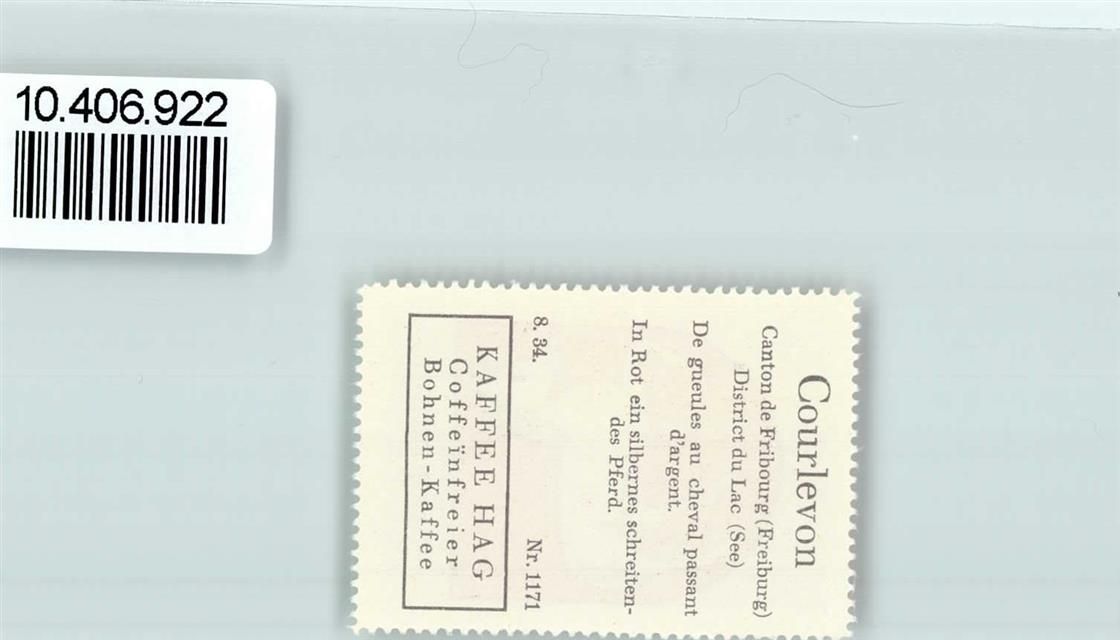 10.406.922
Courlevon
Canton de Fribourg (Freiburg)
District du Lac (See)
De gueules au cheval passant
d'argent.
In Rot ein silbernes schreiten-
des Pferd.
8. 34. Nr. 1171
KAFFEE HAG
Coffeïnfreier
Bohnen-Kaffee